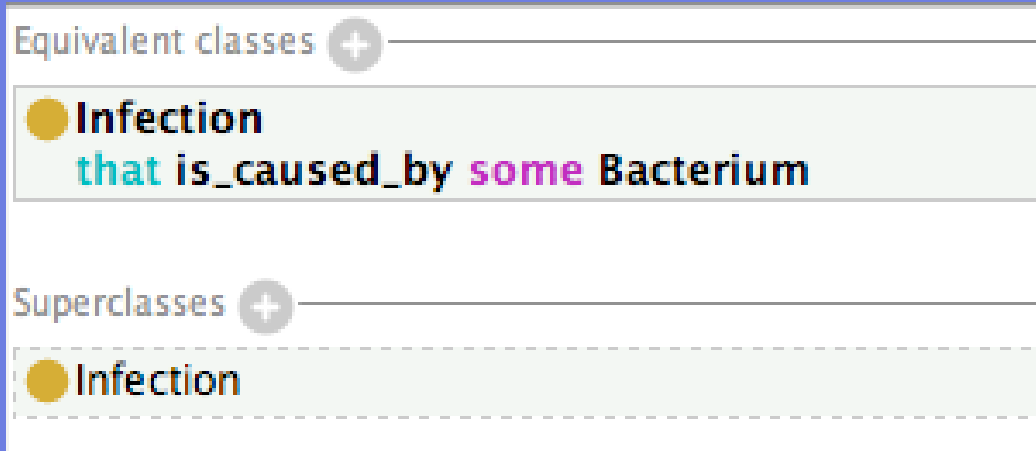 Equivalent classes
Infection
that is_caused_by some Bacterium
Superclasses
Infection